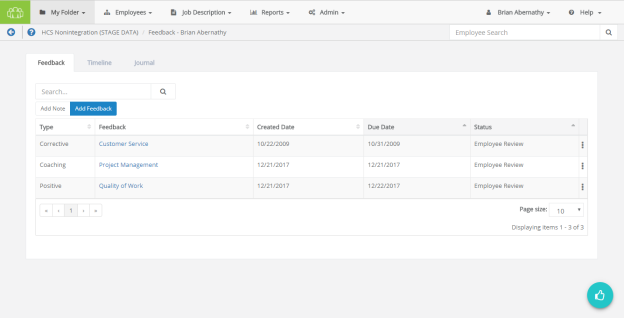 My Folder Employees Job Description Reports Admin Brian Abernathy Help
HCS Nonintegration (STAGE DATA) / Feedback - Brian Abernathy Employee Search
Feedback Timeline Journal
Search...
Add Note Add Feedback
Type Feedback Created Date Due Date Status
Corrective Customer Service 10/22/2009 10/31/2009 Employee Review
Coaching Project Management 12/21/2017 12/21/2017 Employee Review
Positive Quality of Work 12/21/2017 12/22/2017 Employee Review
« ‹ 1 › » Page size: 10
Displaying items 1 - 3 of 3